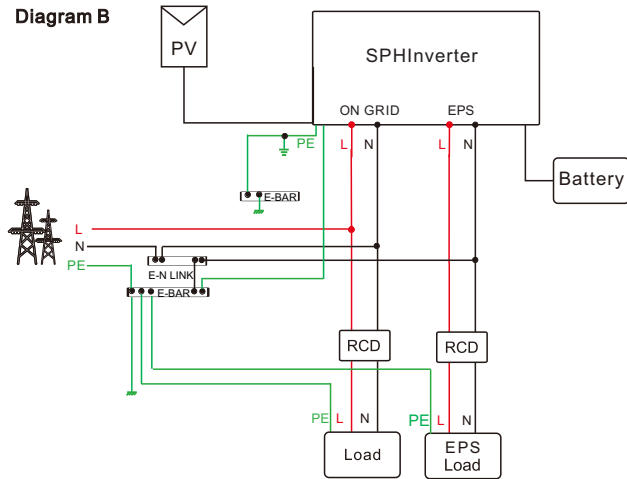 Diagram B
PV
SPHInverter
ON GRID
EPS
PE
L
N
L
N
E-BAR
Battery
L
N
PE
E-N LINK
E-BAR
RCD
RCD
PE
L
N
PE
L
N
Load
EPS
Load